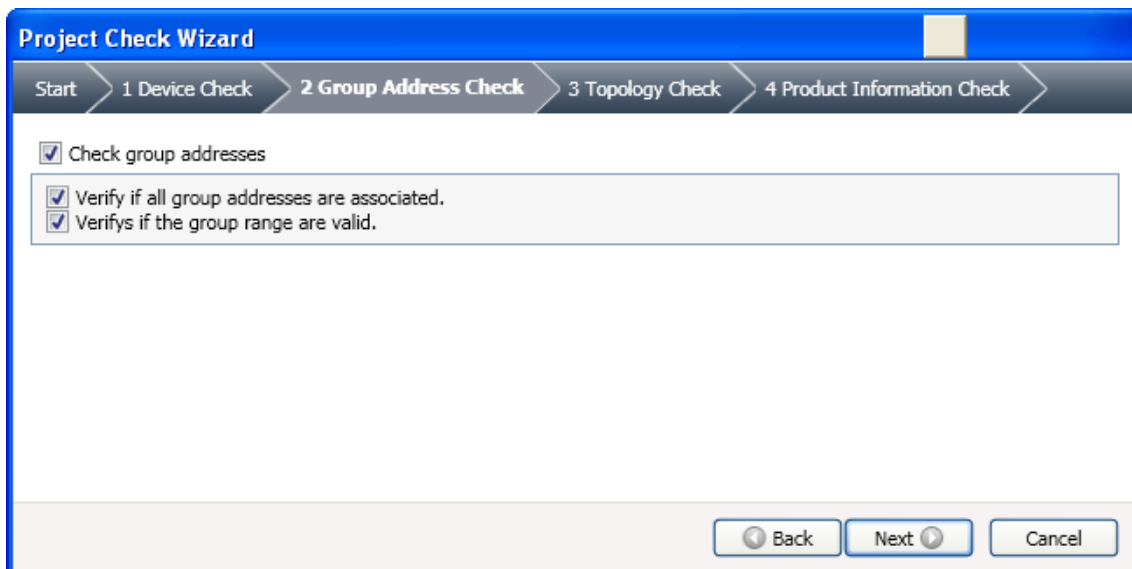 Project Check Wizard
Start 1 Device Check 2 Group Address Check 3 Topology Check 4 Product Information Check
Check group addresses
Verify if all group addresses are associated.
Verifys if the group range are valid.
Back Next Cancel